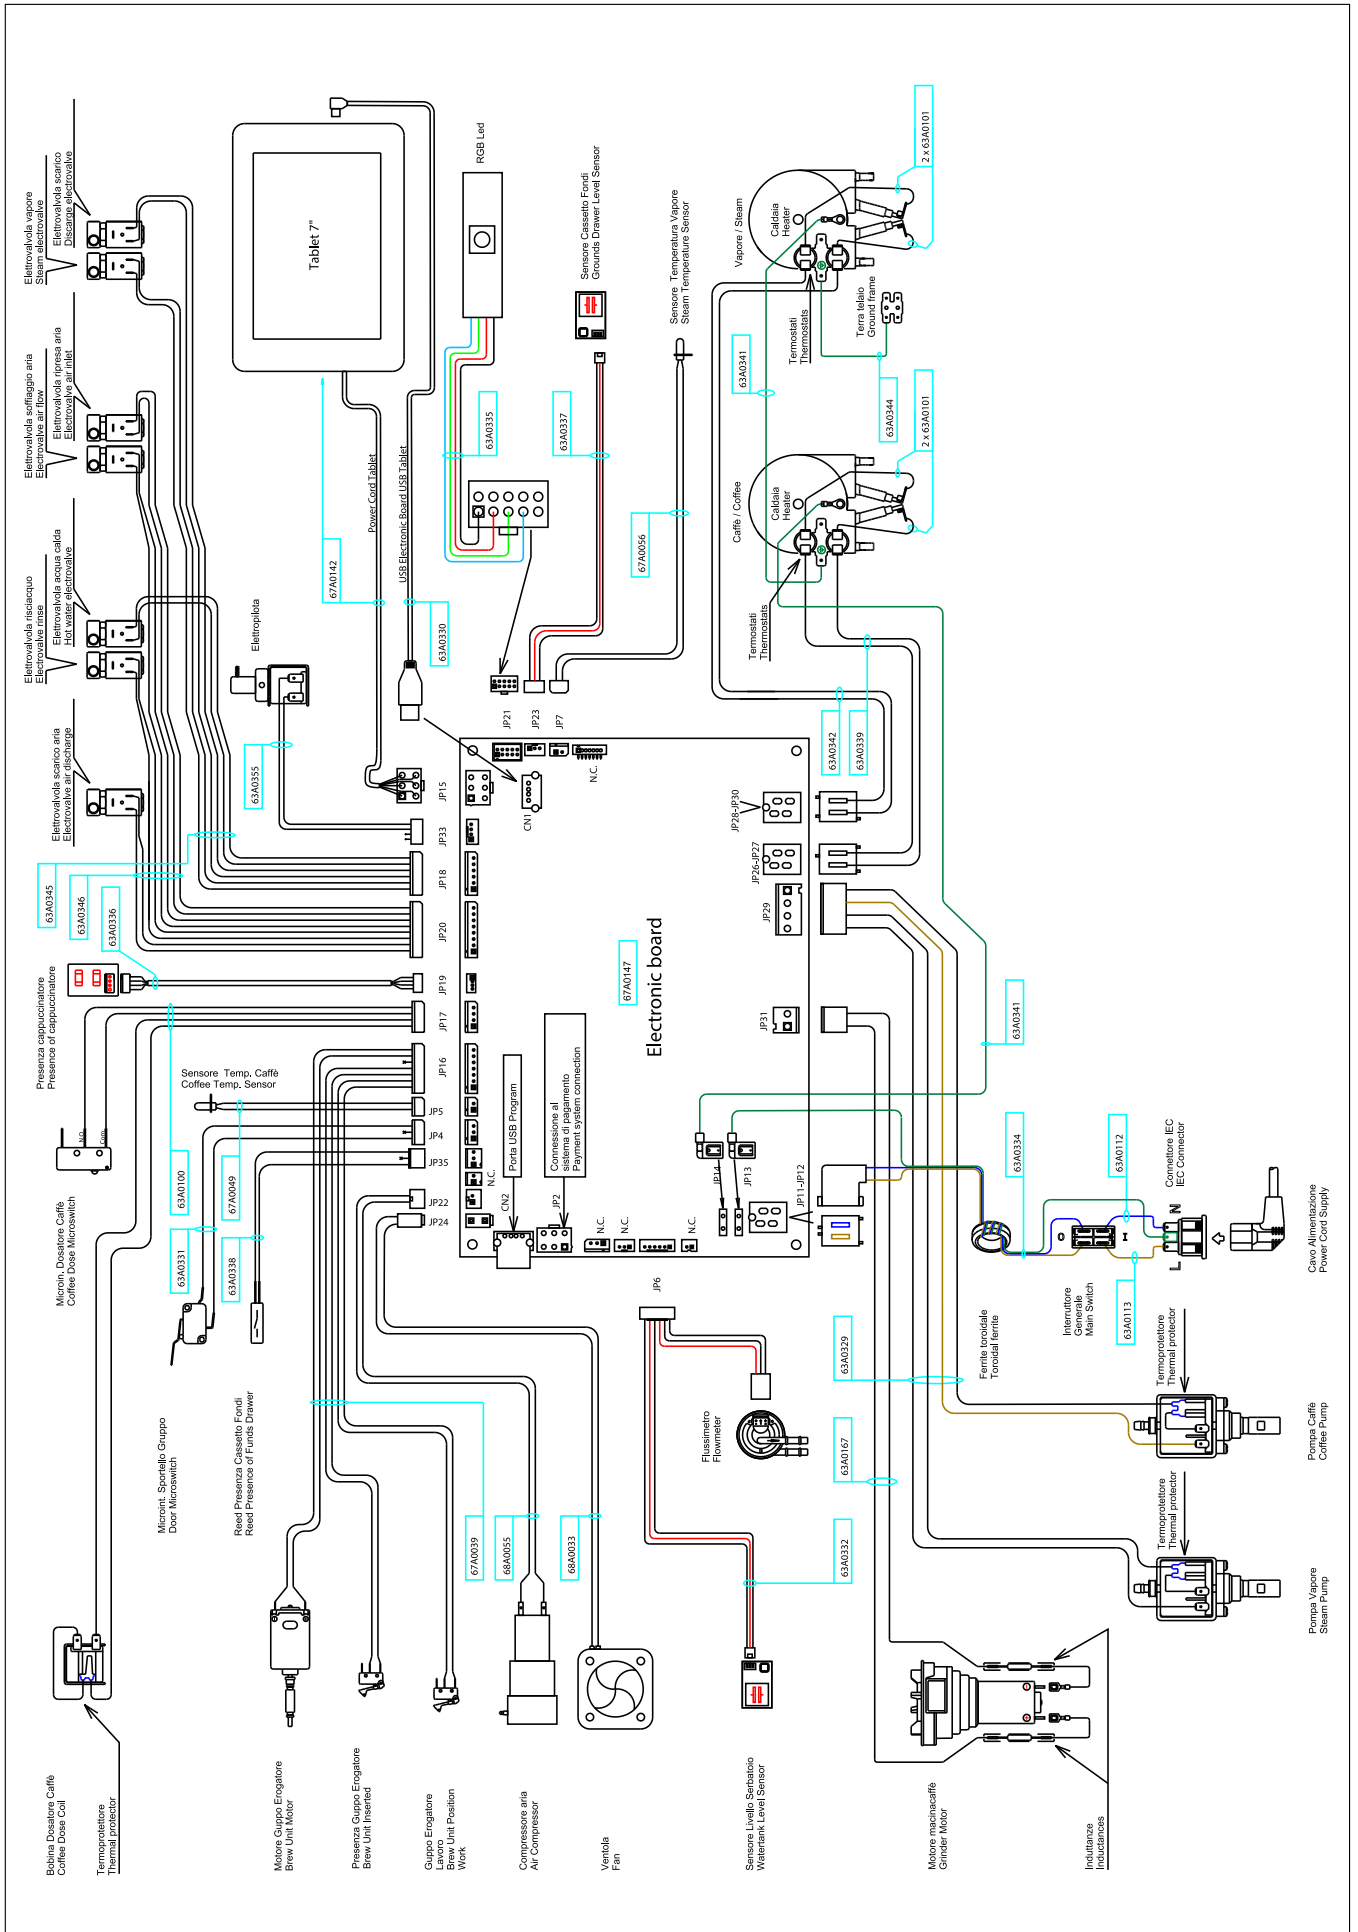 Elettrovalvola vapore
Steam electrovalve
Elettrovalvola scarico
Discarge electrovalve
Elettrovalvola soffiaggio aria
Electrovalve air flow
Elettrovalvola ripresa aria
Electrovalve air inlet
Elettrovalvola risciacquo
Electrovalve rinse
Elettrovalvola acqua calda
Hot water electrovalve
Elettrovalvola scarico aria
Electrovalve air discharge
Tablet 7"
RGB Led
Sensore Cassetto Fondi
Grounds Drawer Level Sensor
Sensore Temperatura Vapore
Steam Temperature Sensor
Vapore / Steam
Caldaia
Heater
2 x 63A0101
Termostati
Thermostats
Terra telaio
Ground frame
63A0341
63A0344
Caffè / Coffee
Caldaia
Heater
2 x 63A0101
Termostati
Thermostats
Power Cord Tablet
USB Electronic Board USB Tablet
67A0142
63A0330
63A0335
63A0337
67A0056
63A0342
63A0339
Elettropilota
63A0355
63A0345
63A0346
63A0336
JP15
JP33
JP18
JP20
JP19
JP17
JP16
JP5
JP4
JP35
N.C.
JP22
JP24
JP21
JP23
JP7
N.C.
CN1
JP28-JP30
JP26-JP27
JP29
JP31
Electronic board
67A0147
CN2
Porta USB Program
JP2
Connessione al
sistema di pagamento
Payment system connection
N.C.
N.C.
N.C.
JP6
JP14
JP13
JP11-JP12
63A0341
Presenza cappuccinatore
Presence of cappuccinatore
N.O.
Com.
Microin. Dosatore Caffè
Coffee Dose Microswitch
63A0100
Sensore Temp. Caffè
Coffee Temp. Sensor
67A0049
63A0331
63A0338
Microint. Sportello Gruppo
Door Microswitch
Reed Presenza Cassetto Fondi
Reed Presence of Funds Drawer
63A0334
63A0112
63A0113
Connettore IEC
IEC Connector
N
L
O
I
Interruttore
Generale
Main Switch
Ferrite toroidale
Toroidal ferrite
Cavo Alimentazione
Power Cord Supply
63A0329
63A0167
63A0332
Flussimetro
Flowmeter
67A0039
68A0055
68A0033
Termoprotettore
Thermal protector
Pompa Caffè
Coffee Pump
Termoprotettore
Thermal protector
Pompa Vapore
Steam Pump
Bobina Dosatore Caffè
Coffee Dose Coil
Termoprotettore
Thermal protector
Motore Guppo Erogatore
Brew Unit Motor
Presenza Guppo Erogatore
Brew Unit Inserted
Guppo Erogatore
Lavoro
Brew Unit Position
Work
Compressore aria
Air Compressor
Ventola
Fan
Sensore Livello Serbatoio
Watertank Level Sensor
Motore macinacaffè
Grinder Motor
Induttanze
Inductances